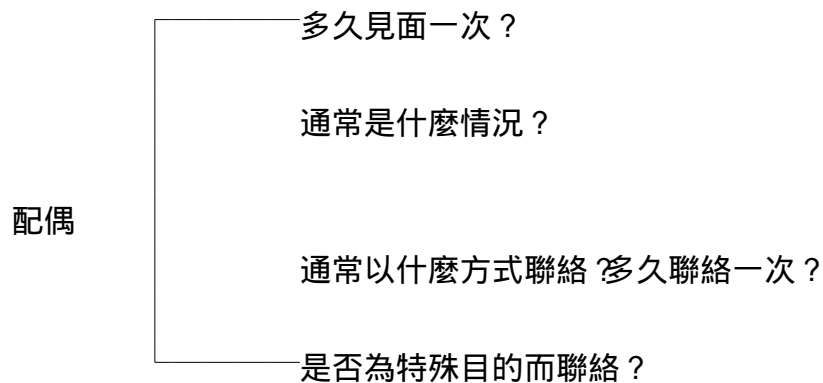 多久見面一次？
通常是什麼情況？
配偶
通常以什麼方式聯絡？多久聯絡一次？
是否為特殊目的而聯絡？